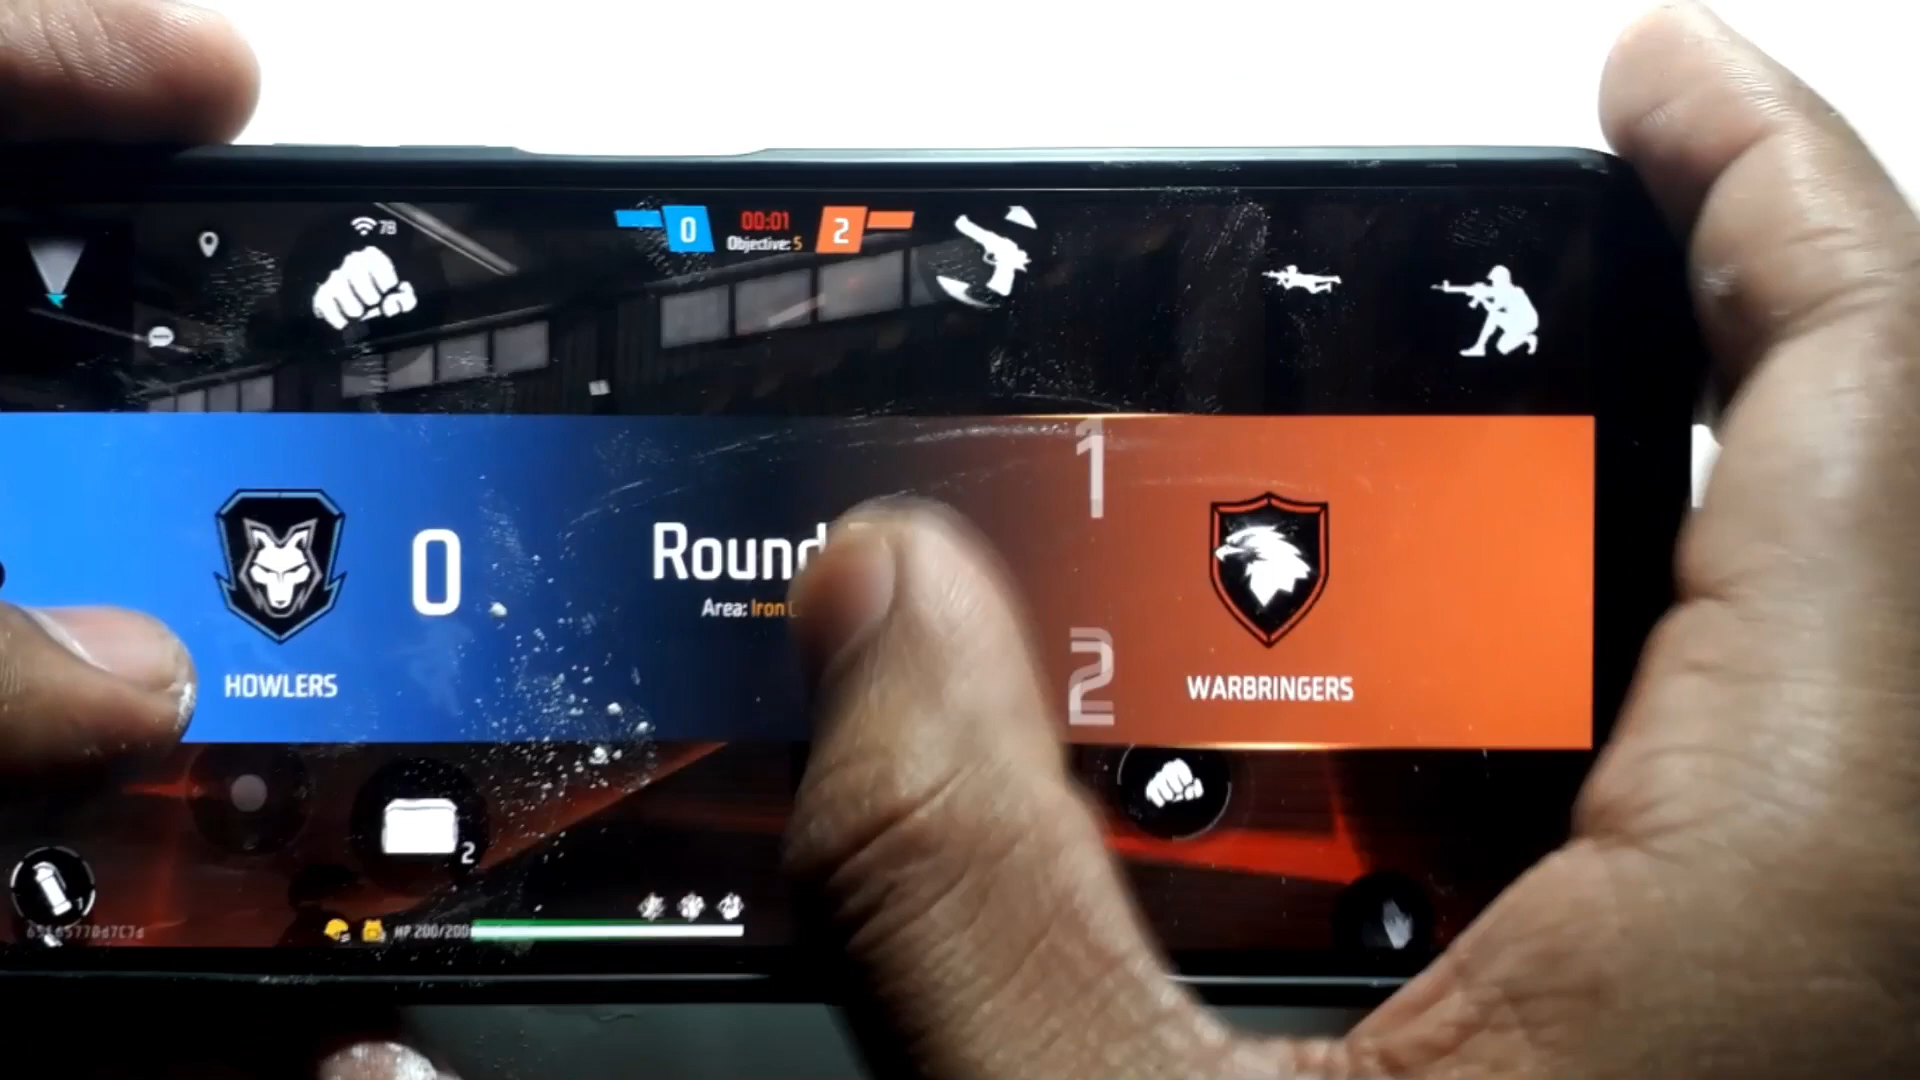 78
0
00:01
2
Objective: 5
0
Round
Area: Iron
1
2
HOWLERS
WARBRINGERS
2
1
HP 200/200